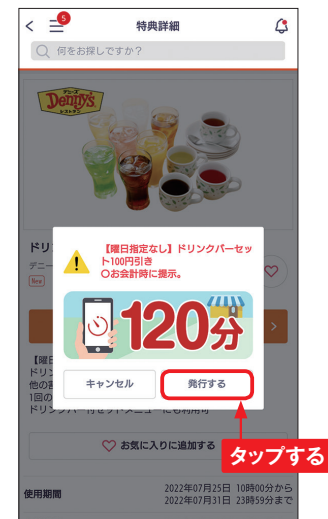 5
特典詳細
何をお探しですか？
デニーズ
Denny's
レストラン
【曜日指定なし】ドリンクバーセッ
ト100円引き
○お会計時に提示。
120分
キャンセル
発行する
タップする
ドリ
デニー
【曜日
ドリン
他の割
1回の
ドリンクバー付セットメニューにも利用可
お気に入りに追加する
使用期間
2022年07月25日 10時00分から
2022年07月31日 23時59分まで